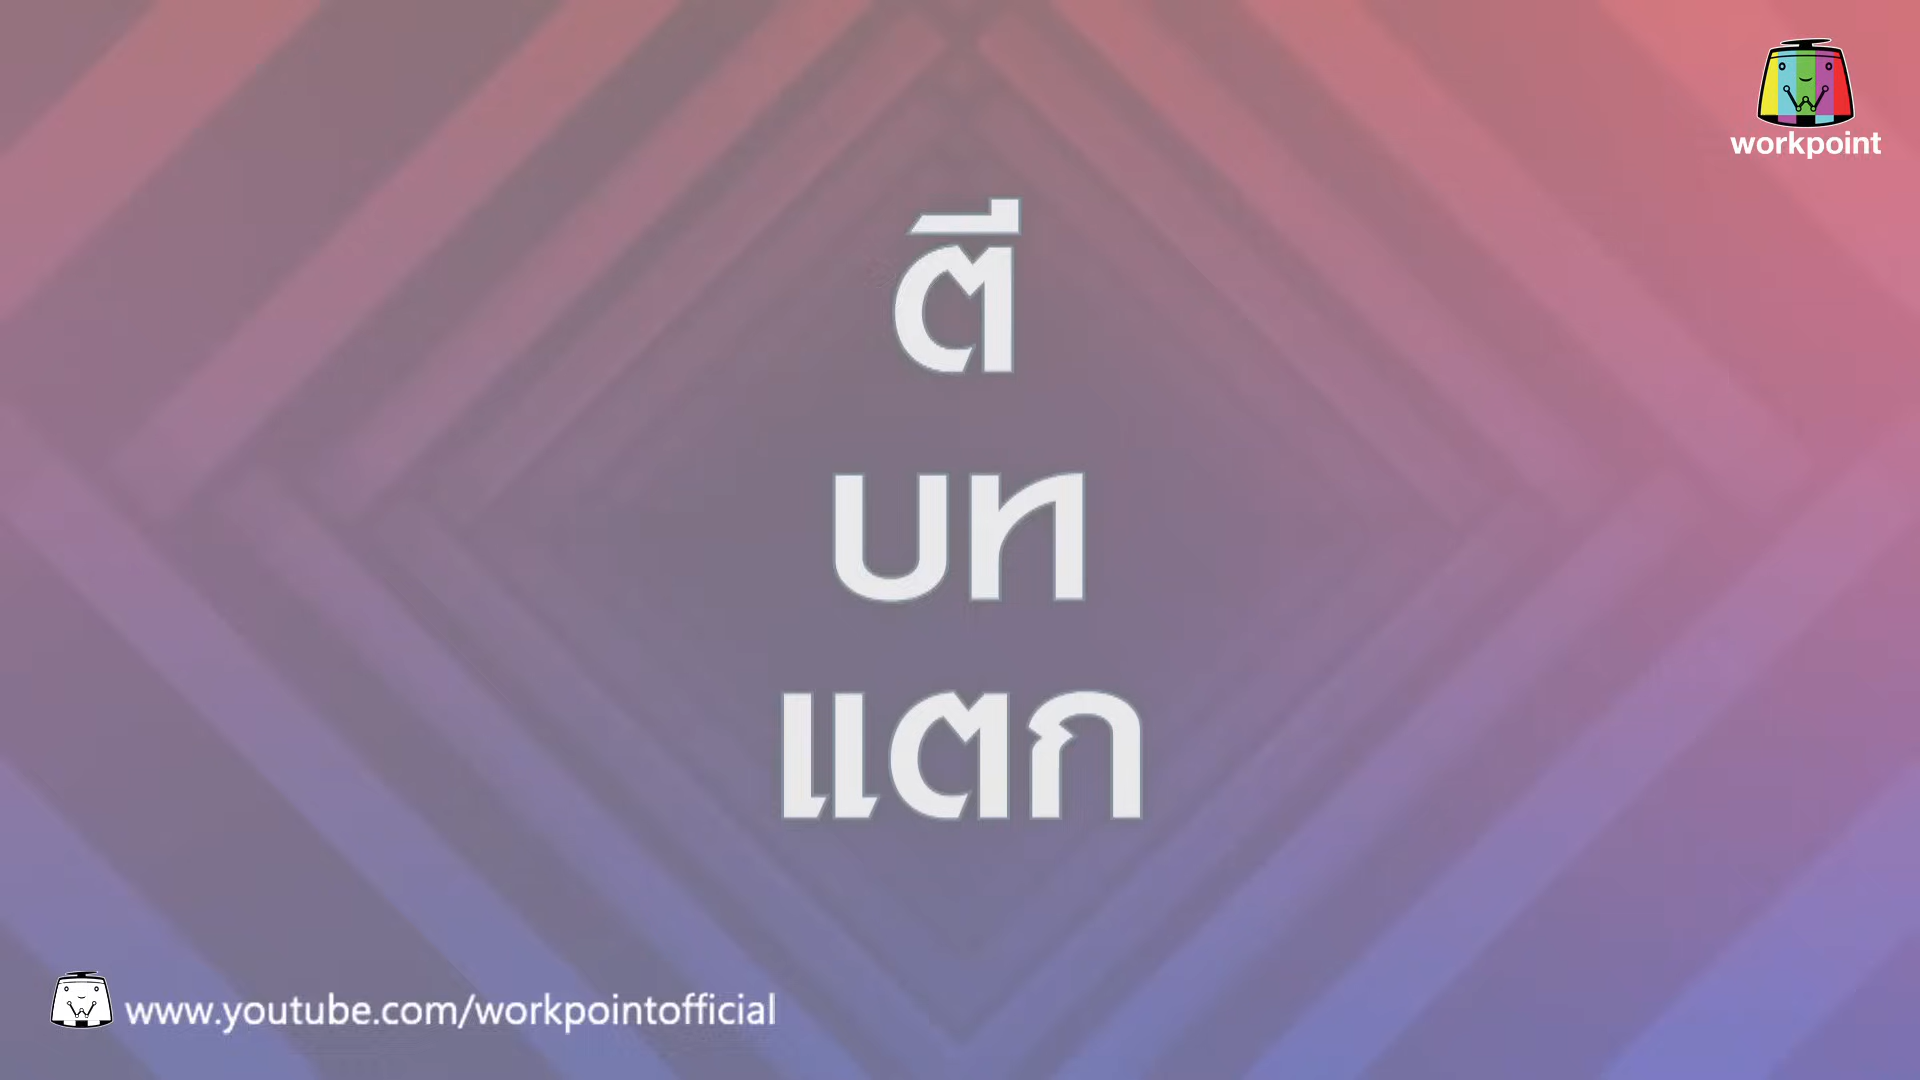 workpoint
ตี
บท
แตก
www.youtube.com/workpointofficial